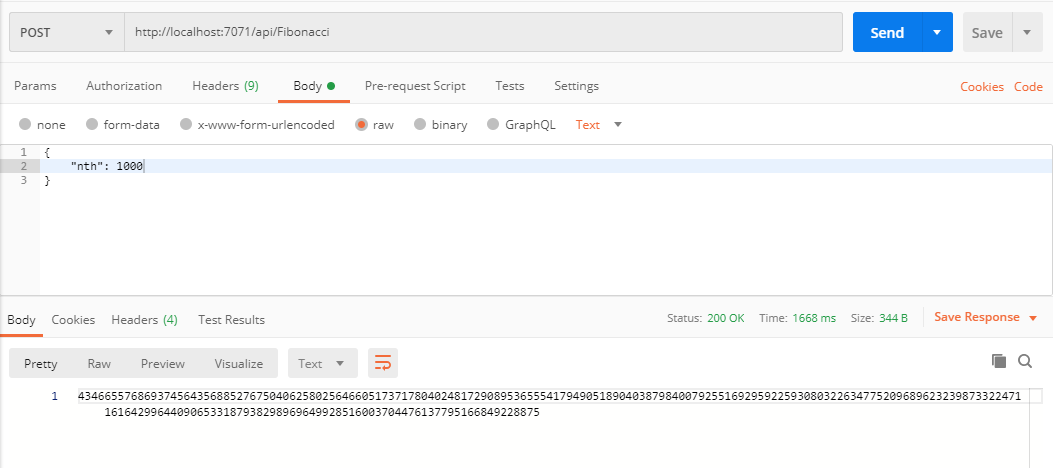 POST
http://localhost:7071/api/Fibonacci
Send
Save
Params Authorization Headers (9) Body Pre-request Script Tests Settings Cookies Code
none form-data x-www-form-urlencoded raw binary GraphQL Text
1 {
2 "nth": 1000
3 }
Body Cookies Headers (4) Test Results Status: 200 OK Time: 1668 ms Size: 344 B Save Response
Pretty Raw Preview Visualize Text
1 43466557686937456435688527675040625802564660517371780402481729089536555417949051890403879840079255169295922593080322634775209689623239873322471
161642996440906533187938298969649928516003704476137795166849228875